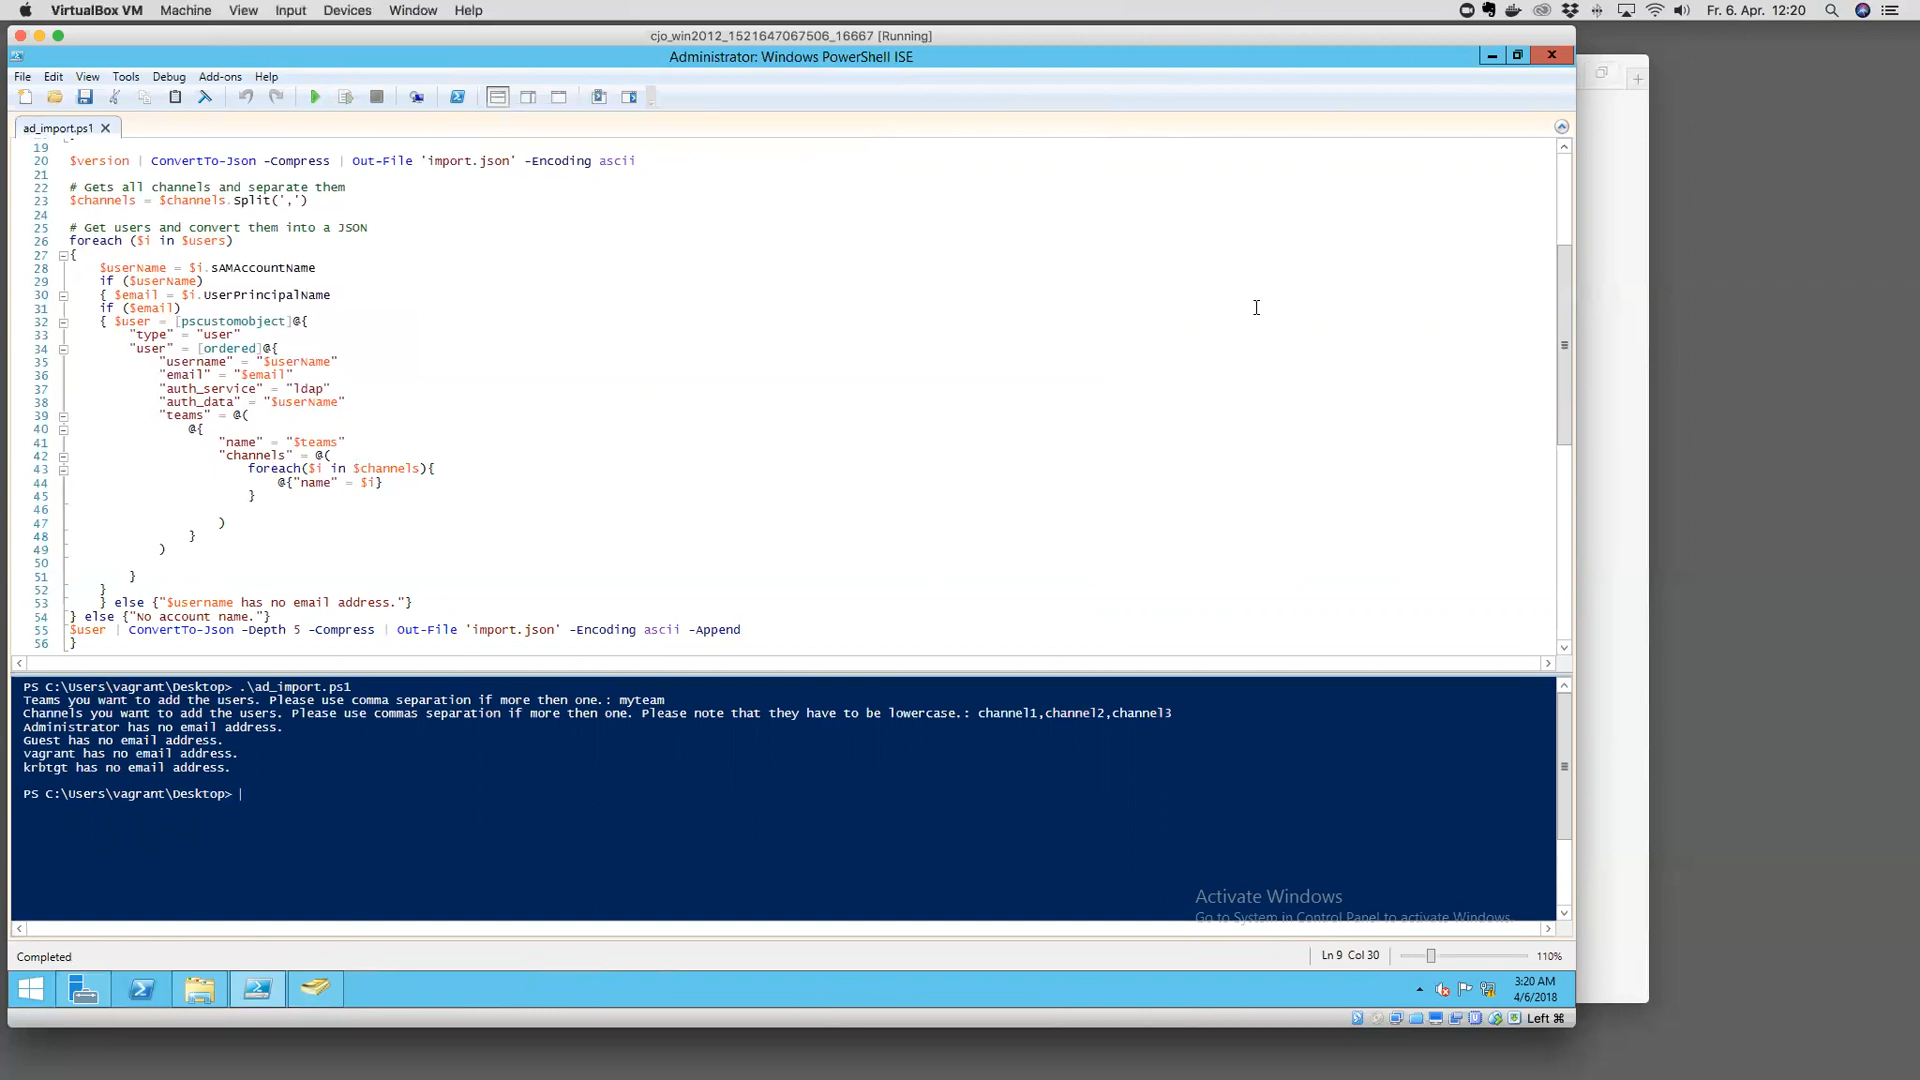 VirtualBox VM Machine View Input Devices Window Help Fr. 6. Apr. 12:20
cjo_win2012_1521647067506_16667 [Running]
Administrator: Windows PowerShell ISE
File Edit View Tools Debug Add-ons Help
ad_import.ps1
19
20 $version | ConvertTo-Json -Compress | Out-File 'import.json' -Encoding ascii
21
22 # Gets all channels and separate them
23 $channels = $channels.Split(',')
24
25 # Get users and convert them into a JSON
26 foreach ($i in $users)
27 {
28 $userName = $i.sAMAccountName
29 if ($userName)
30 { $email = $i.UserPrincipalName
31 if ($email)
32 { $user = [pscustomobject]@{
33 "type" = "user"
34 "user" = [ordered]@{
35 "username" = "$userName"
36 "email" = "$email"
37 "auth_service" = "ldap"
38 "auth_data" = "$userName"
39 "teams" = @(
40 @{
41 "name" = "$teams"
42 "channels" = @(
43 foreach($i in $channels){
44 @{"name" = $i}
45 }
46
47 )
48 }
49 )
50
51 }
52 }
53 } else {"$username has no email address."}
54 } else {"No account name."}
55 $user | ConvertTo-Json -Depth 5 -Compress | Out-File 'import.json' -Encoding ascii -Append
56 }
PS C:\Users\vagrant\Desktop> .\ad_import.ps1
Teams you want to add the users. Please use comma separation if more then one.: myteam
Channels you want to add the users. Please use commas separation if more then one. Please note that they have to be lowercase.: channel1,channel2,channel3
Administrator has no email address.
Guest has no email address.
vagrant has no email address.
krbtgt has no email address.
PS C:\Users\vagrant\Desktop>
Activate Windows
Go to System in Control Panel to activate Windows.
Completed Ln 9 Col 30 110%
3:20 AM
4/6/2018
Left ⌘